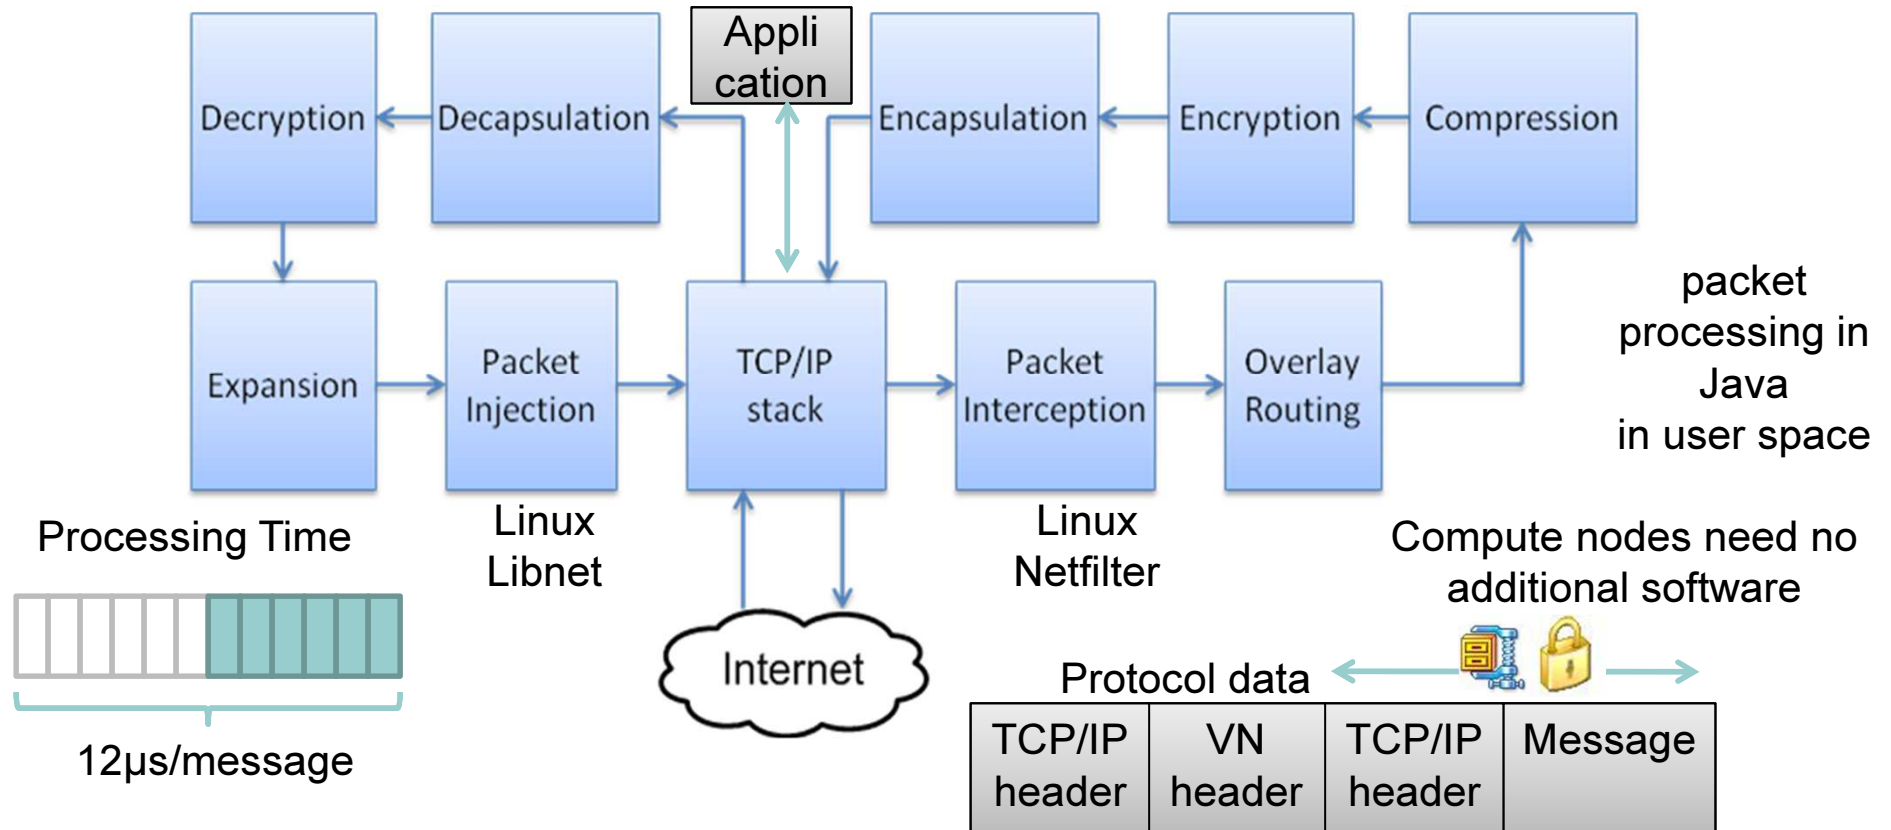 Appli
cation
Decryption
Decapsulation
Encapsulation
Encryption
Compression
Expansion
Packet
Injection
TCP/IP
stack
Packet
Interception
Overlay
Routing
packet
processing in
Java
in user space
Processing Time
Linux
Libnet
Linux
Netfilter
Compute nodes need no
additional software
Internet
Protocol data
12µs/message
TCP/IP
header
VN
header
TCP/IP
header
Message